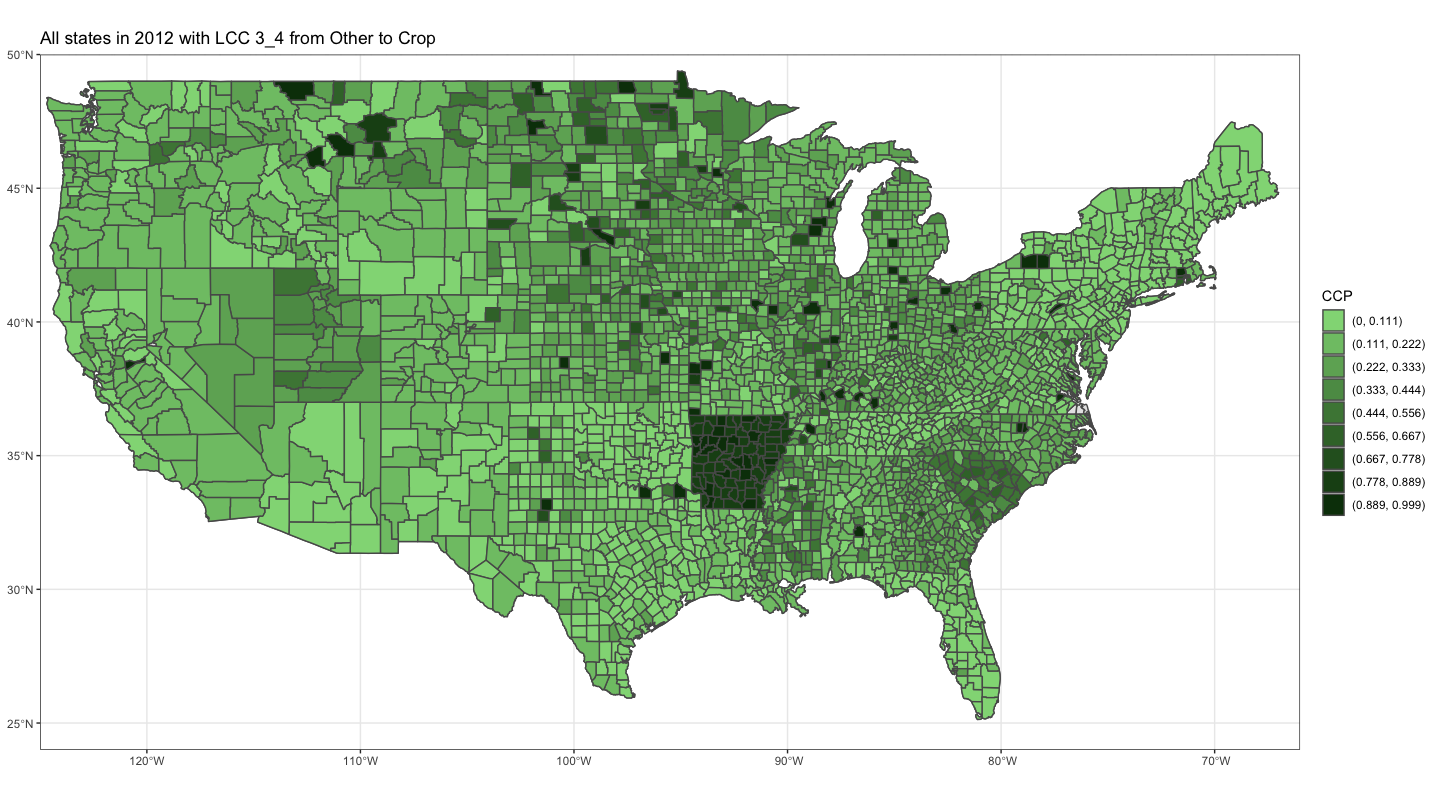 All states in 2012 with LCC 3_4 from Other to Crop
50°N
45°N
40°N
35°N
30°N
25°N
120°W
110°W
100°W
90°W
80°W
70°W
CCP
(0, 0.111)
(0.111, 0.222)
(0.222, 0.333)
(0.333, 0.444)
(0.444, 0.556)
(0.556, 0.667)
(0.667, 0.778)
(0.778, 0.889)
(0.889, 0.999)